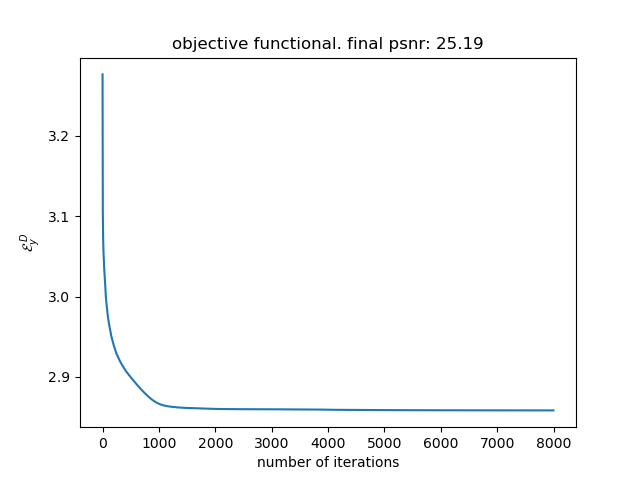 objective functional. final psnr: 25.19
3.2
3.1
3.0
2.9
ℰ_y^D
0 1000 2000 3000 4000 5000 6000 7000 8000
number of iterations